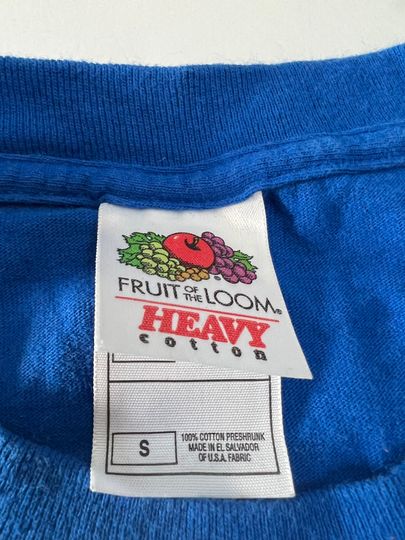 FRUIT OF THE LOOM®
HEAVY
cotton
S
100% COTTON PRESHRUNK
MADE IN EL SALVADOR
OF U.S.A. FABRIC